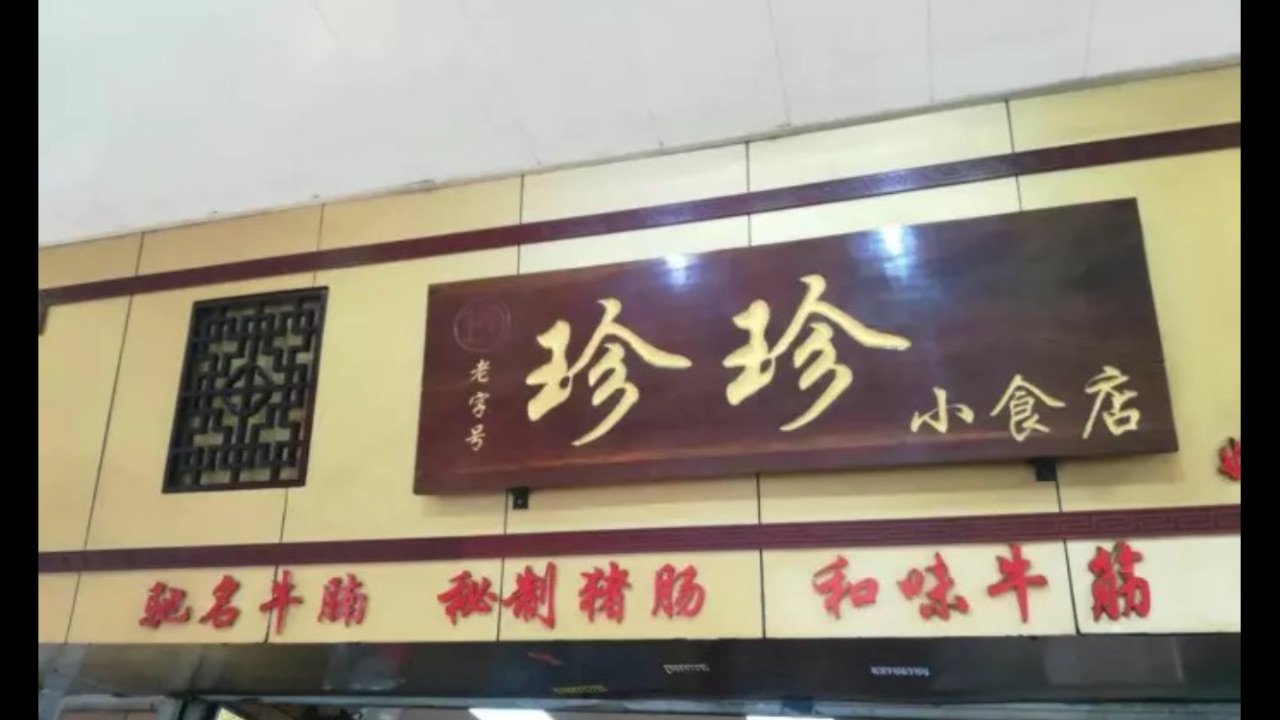 老字号
珍珍
小食店
驰名牛腩 秘制猪肠 和味牛筋